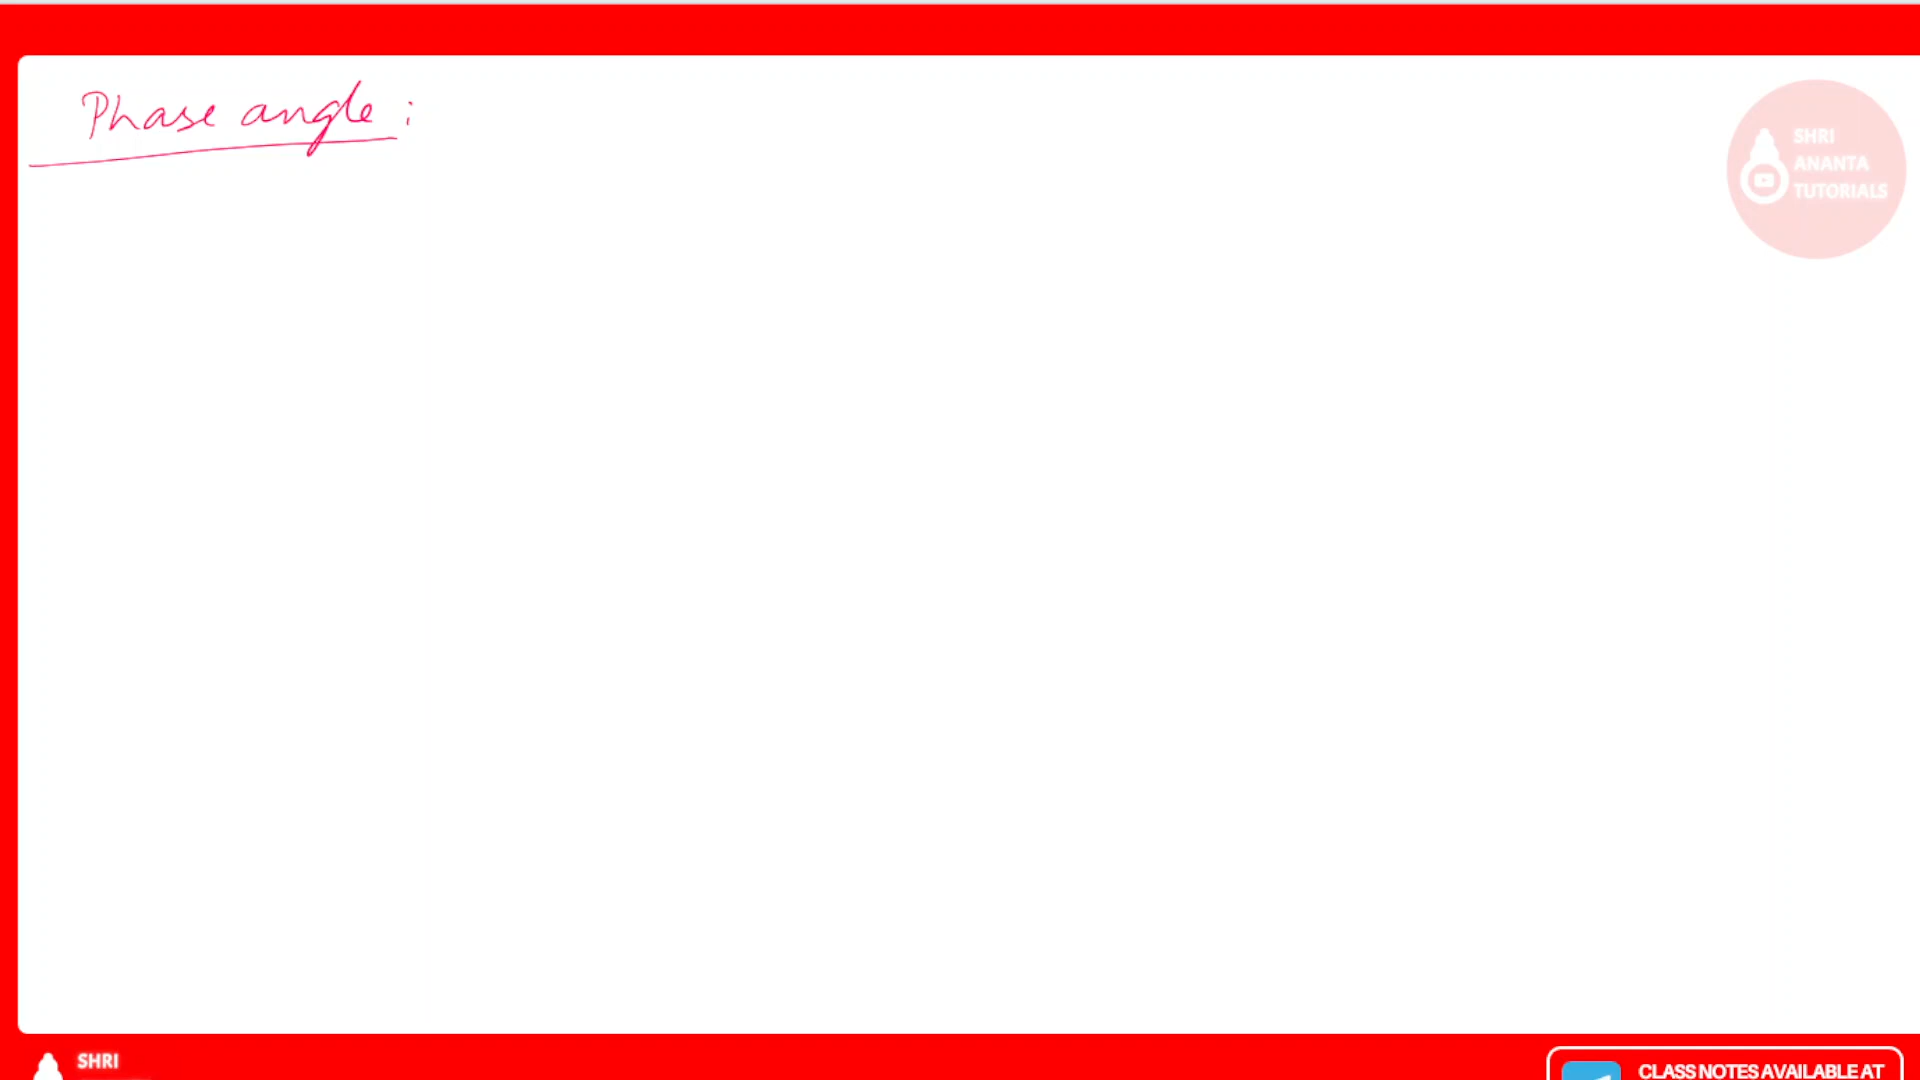 Phase angle :
SHRI
ANANTA
TUTORIALS
SHRI
CLASS NOTES AVAILABLE AT